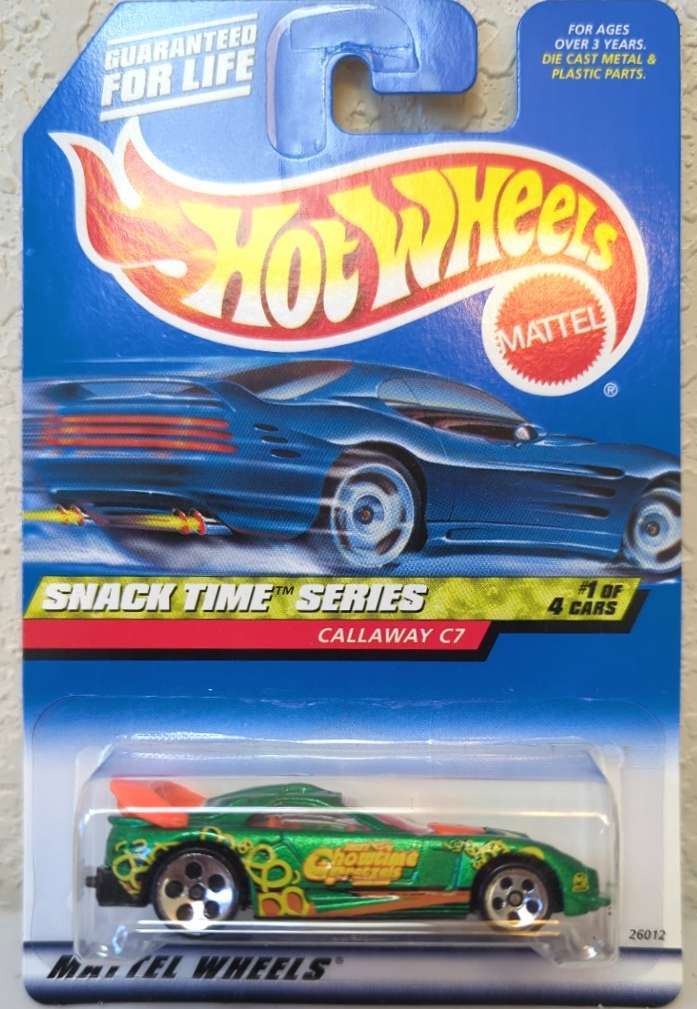 GUARANTEED
FOR LIFE
FOR AGES
OVER 3 YEARS.
DIE CAST METAL &
PLASTIC PARTS.
HOT WHEELS
MATTEL
®
SNACK TIME™ SERIES
#1 OF
4 CARS
CALLAWAY C7
Chowtime
26012
MATTEL WHEELS®